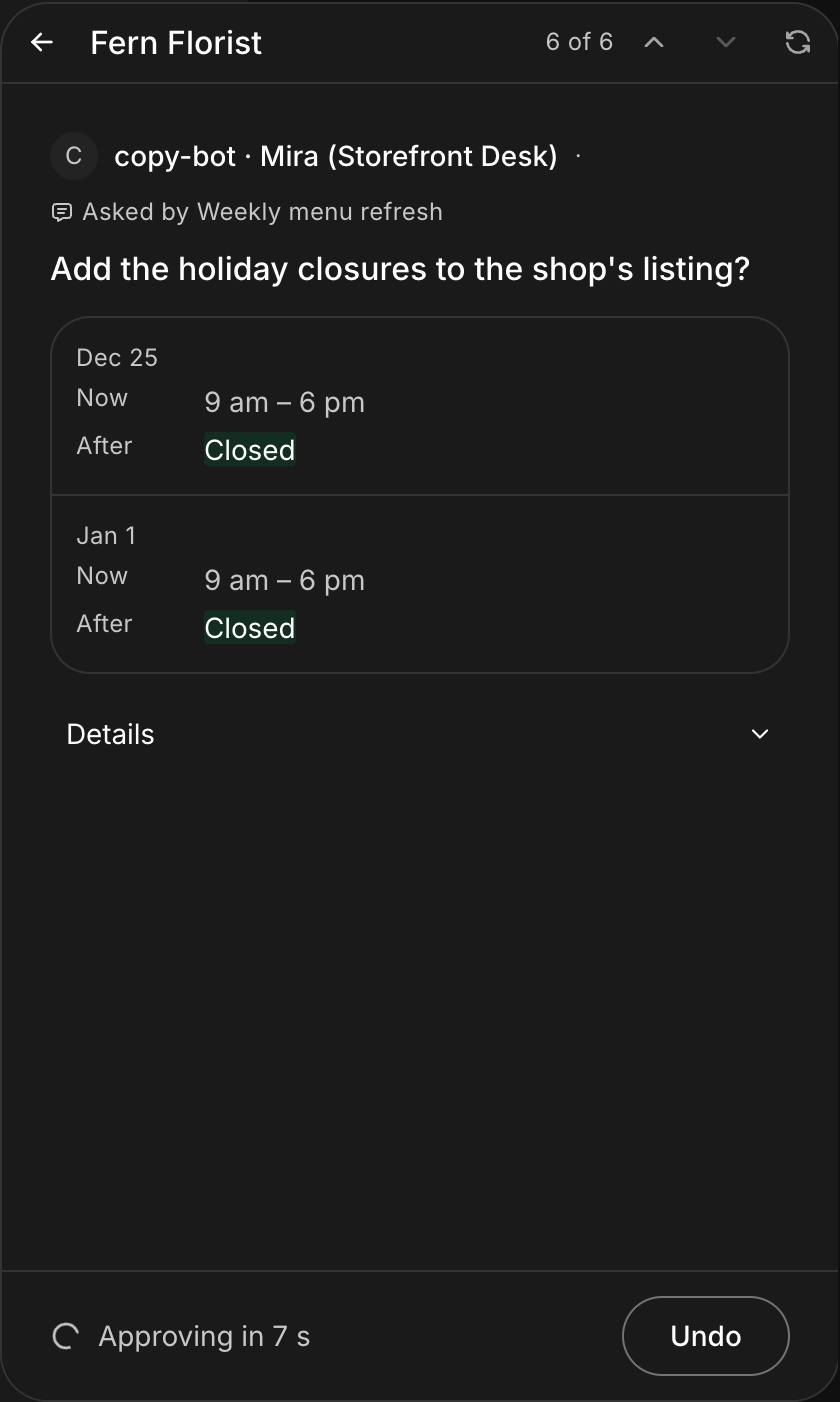 Fern Florist 6 of 6
C copy-bot · Mira (Storefront Desk) ·
Asked by Weekly menu refresh
Add the holiday closures to the shop's listing?
Dec 25
Now 9 am – 6 pm
After Closed
Jan 1
Now 9 am – 6 pm
After Closed
Details
Approving in 7 s Undo